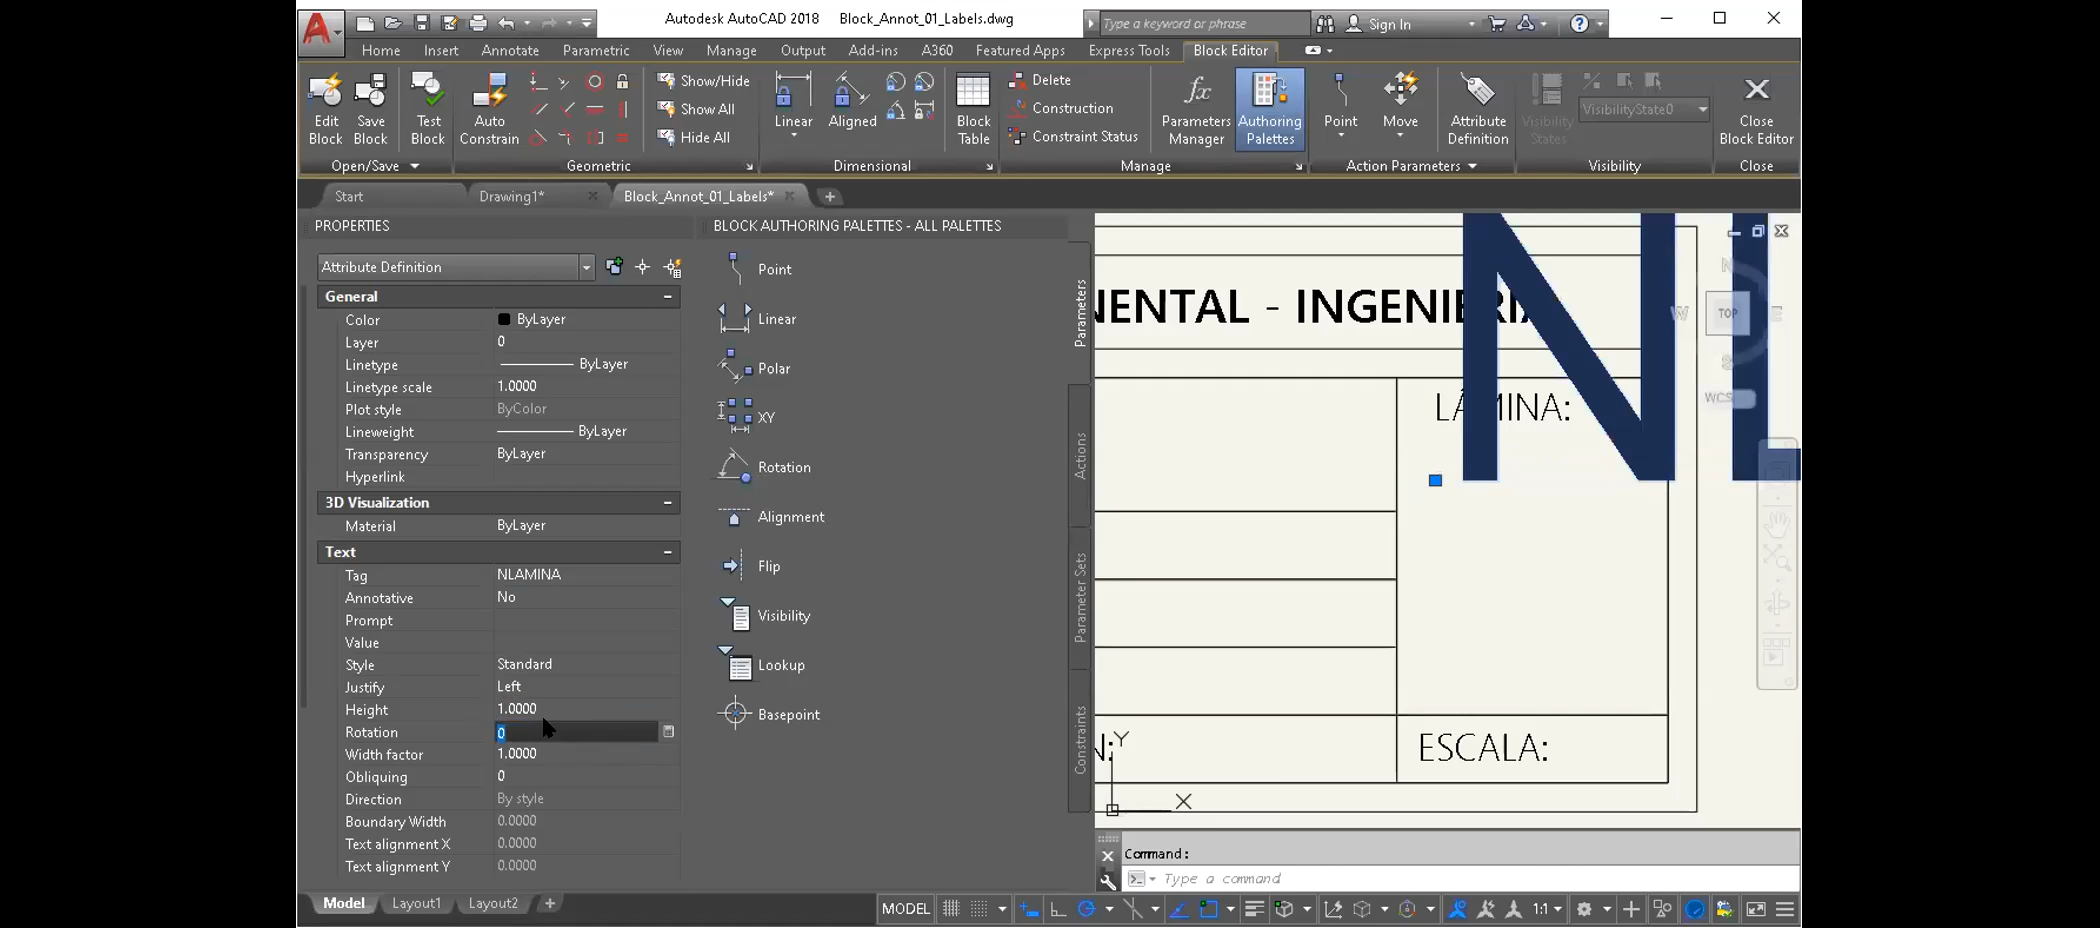 Autodesk AutoCAD 2018 Block_Annot_01_Labels.dwg
Type a keyword or phrase
Sign In
Home Insert Annotate Parametric View Manage Output Add-ins A360 Featured Apps Express Tools Block Editor
Edit Block
Save Block
Test Block
Open/Save
Auto Constrain
Show/Hide
Show All
Hide All
Geometric
Linear
Aligned
Dimensional
Block Table
Delete
Construction
Constraint Status
Manage
fx
Parameters Manager
Authoring Palettes
Point
Move
Action Parameters
Attribute Definition
Visibility States
VisibilityState0
Visibility
Close Block Editor
Close
Start
Drawing1*
Block_Annot_01_Labels*
PROPERTIES
Attribute Definition
General
Color ByLayer
Layer 0
Linetype ByLayer
Linetype scale 1.0000
Plot style ByColor
Lineweight ByLayer
Transparency ByLayer
Hyperlink
3D Visualization
Material ByLayer
Text
Tag NLAMINA
Annotative No
Prompt
Value
Style Standard
Justify Left
Height 1.0000
Rotation 0
Width factor 1.0000
Obliquing 0
Direction By style
Boundary Width 0.0000
Text alignment X 0.0000
Text alignment Y 0.0000
BLOCK AUTHORING PALETTES - ALL PALETTES
Point
Linear
Polar
XY
Rotation
Alignment
Flip
Visibility
Lookup
Basepoint
Parameters
Actions
Parameter Sets
Constraints
NENTAL - INGENIERIA
LÁMINA:
ESCALA:
N:
Y
X
N
W
TOP
E
S
WCS
Command:
Type a command
Model Layout1 Layout2
MODEL
1:1